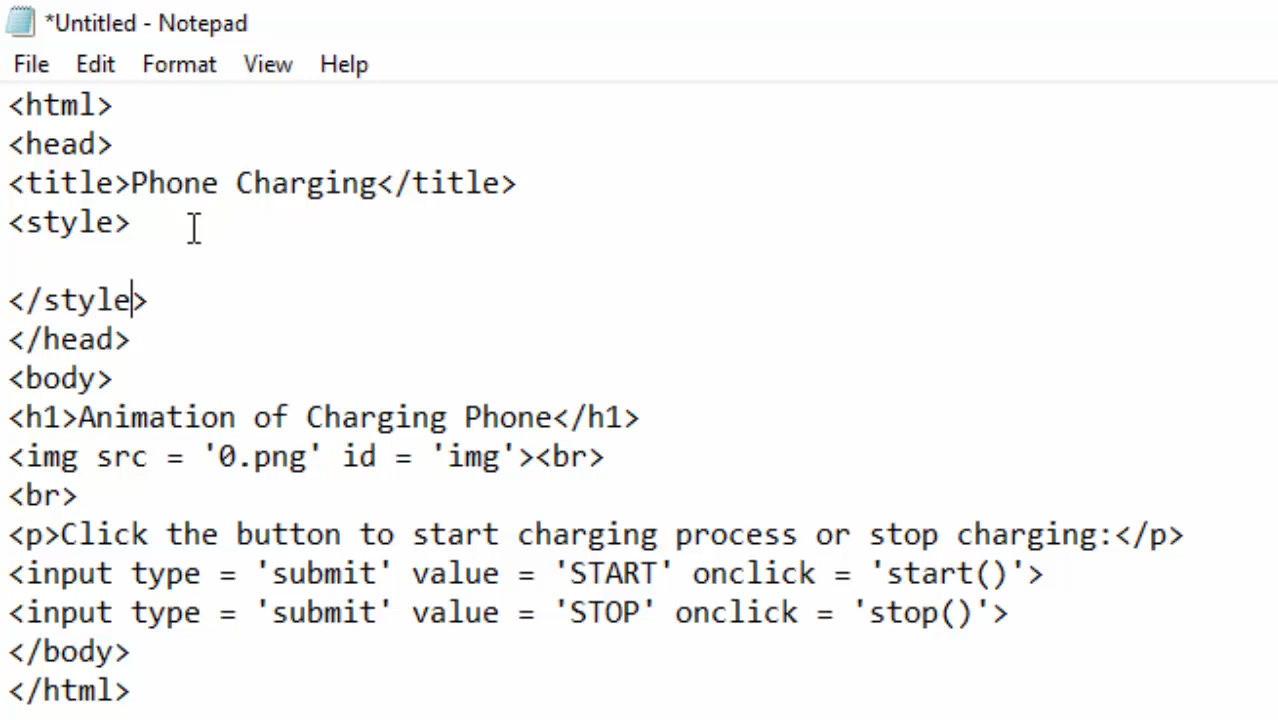 *Untitled - Notepad
File Edit Format View Help
<html>
<head>
<title>Phone Charging</title>
<style>
</style>
</head>
<body>
<h1>Animation of Charging Phone</h1>
<img src = '0.png' id = 'img'><br>
<br>
<p>Click the button to start charging process or stop charging:</p>
<input type = 'submit' value = 'START' onclick = 'start()'>
<input type = 'submit' value = 'STOP' onclick = 'stop()'>
</body>
</html>